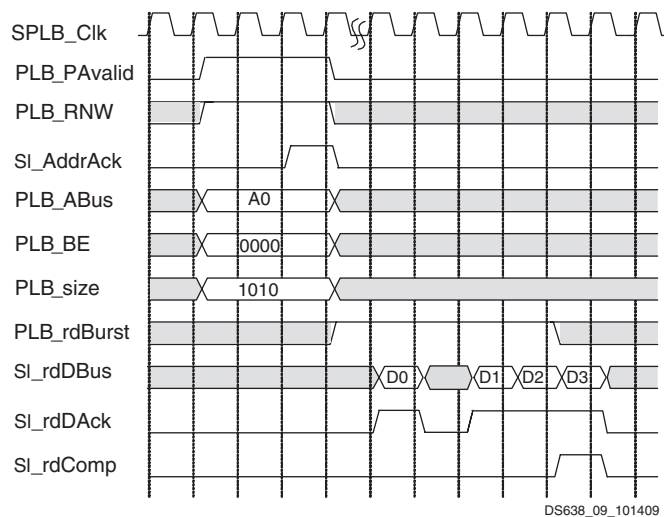 SPLB_Clk
PLB_PAvalid
PLB_RNW
Sl_AddrAck
PLB_ABus A0
PLB_BE 0000
PLB_size 1010
PLB_rdBurst
Sl_rdDBus D0 D1 D2 D3
Sl_rdDAck
Sl_rdComp
DS638_09_101409